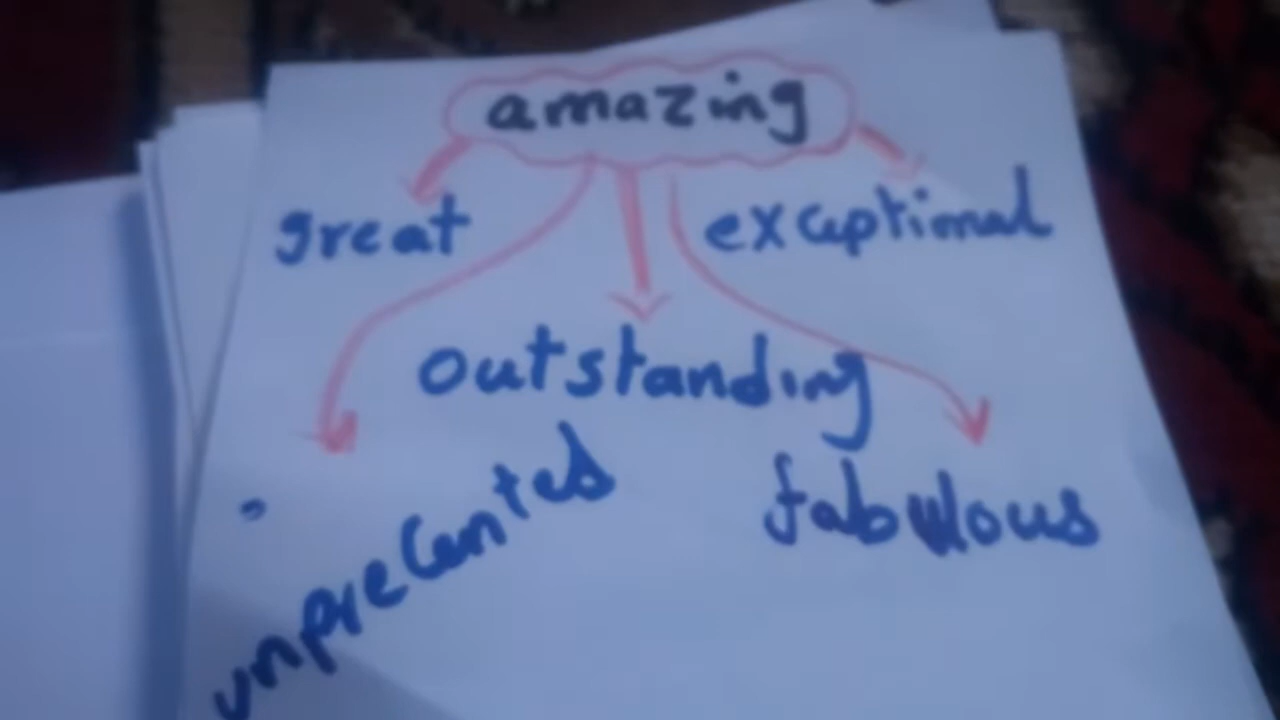 amazing
great
exceptional
outstanding
unprecented
fabulous